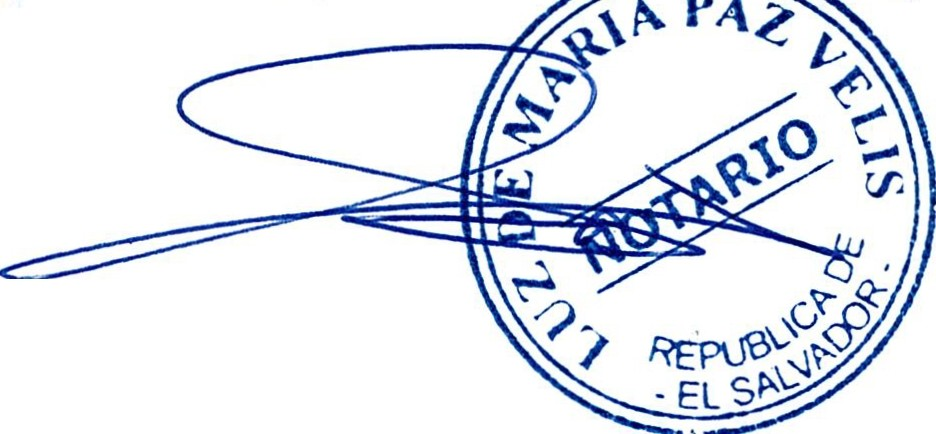 LUZ DE MARIA PAZ VELIS
NOTARIO
REPUBLICA DE
- EL SALVADOR -